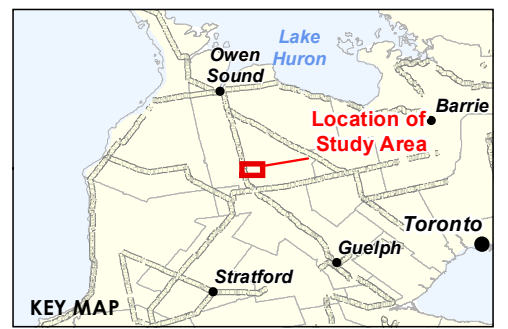 Lake
Huron
Owen
Sound
Barrie
Location of
Study Area
Toronto
Guelph
Stratford
KEY MAP